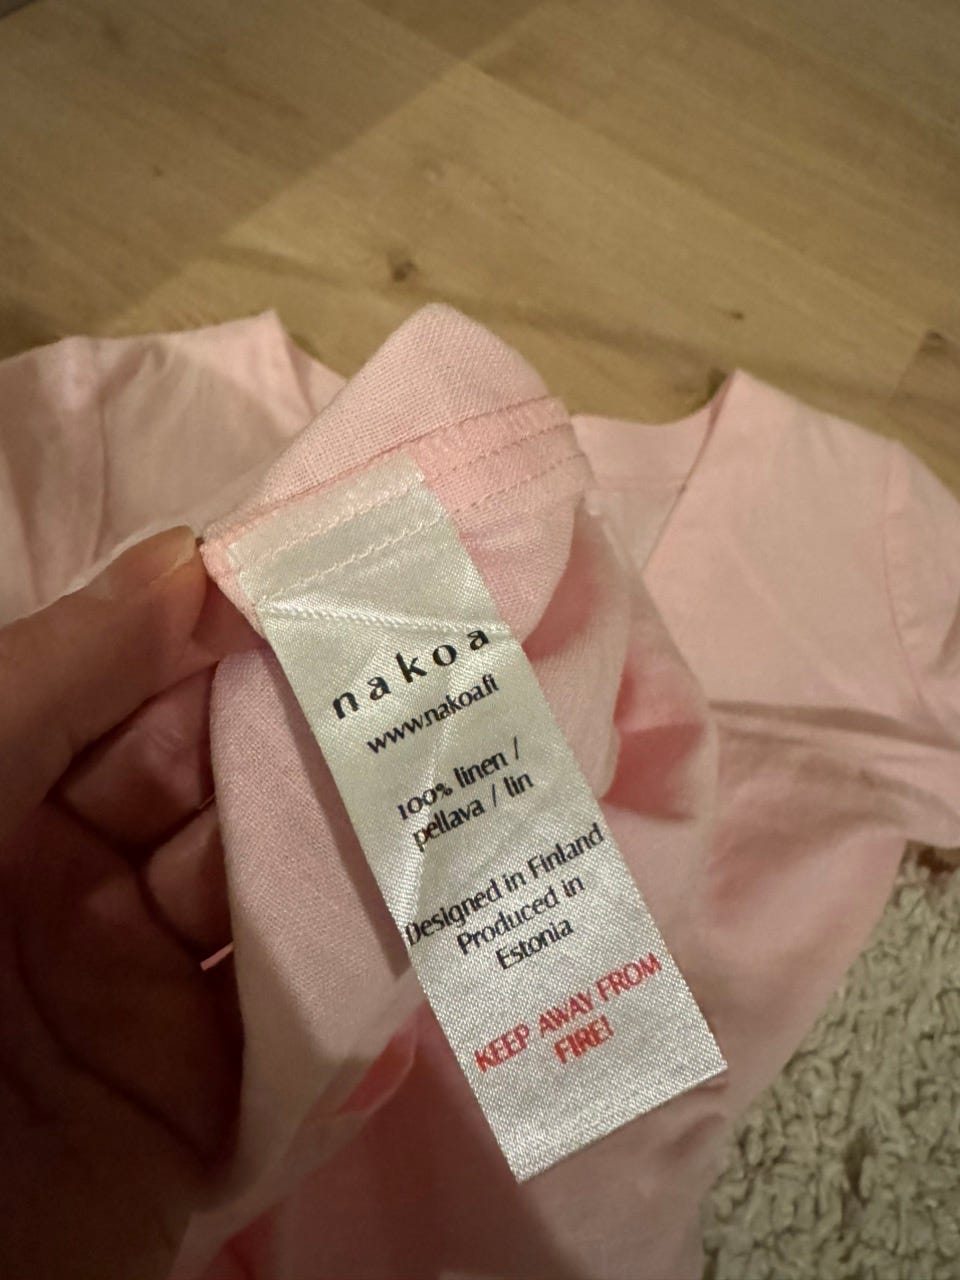 nakoa
www.nakoa.fi
100% linen /
pellava / lin
Designed in Finland
Produced in
Estonia
KEEP AWAY FROM
FIRE!